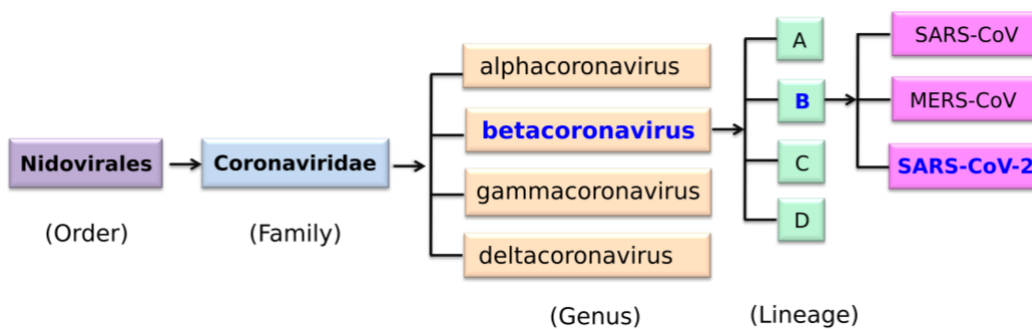 Nidovirales
(Order)
Coronaviridae
(Family)
alphacoronavirus
betacoronavirus
gammacoronavirus
deltacoronavirus
(Genus)
A
B
C
D
(Lineage)
SARS-CoV
MERS-CoV
SARS-CoV-2